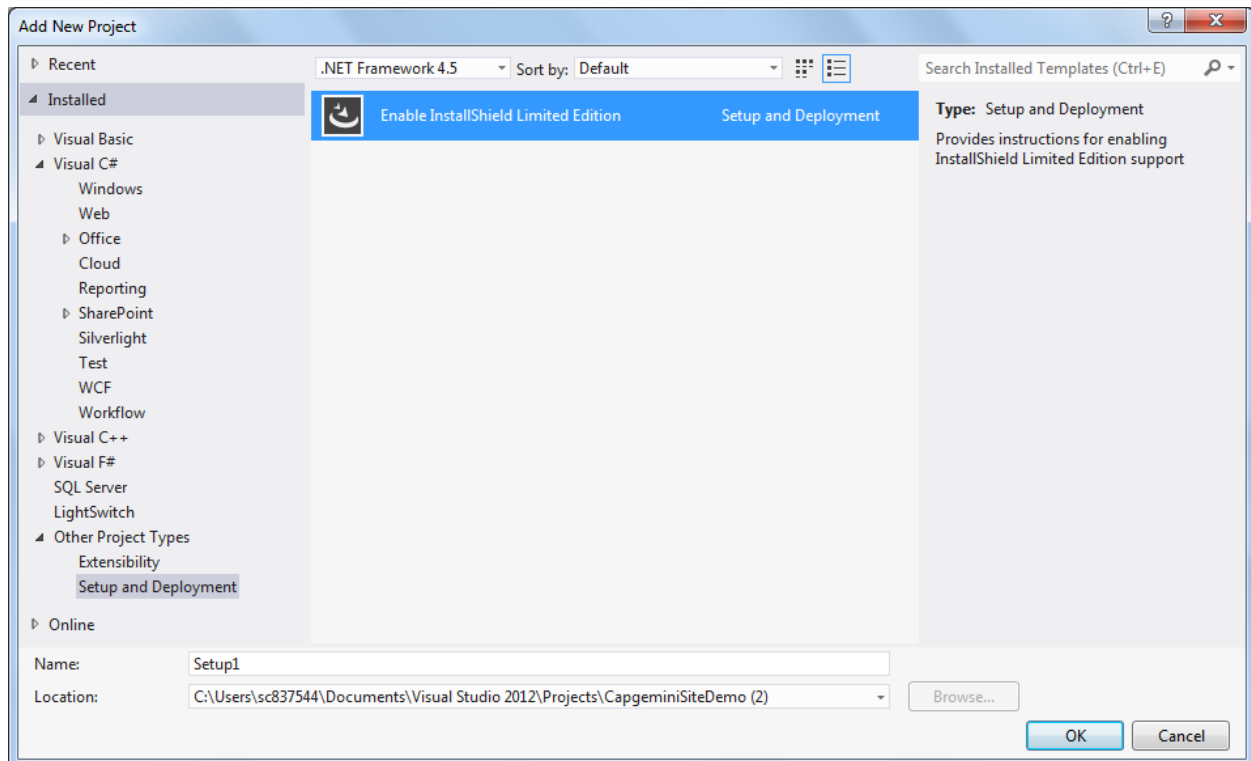 Add New Project
Recent
.NET Framework 4.5 Sort by: Default
Search Installed Templates (Ctrl+E)
Installed
Visual Basic
Visual C#
Windows
Web
Office
Cloud
Reporting
SharePoint
Silverlight
Test
WCF
Workflow
Visual C++
Visual F#
SQL Server
LightSwitch
Other Project Types
Extensibility
Setup and Deployment
Online
Enable InstallShield Limited Edition Setup and Deployment
Type: Setup and Deployment
Provides instructions for enabling
InstallShield Limited Edition support
Name: Setup1
Location: C:\Users\sc837544\Documents\Visual Studio 2012\Projects\CapgeminiSiteDemo (2) Browse...
OK Cancel